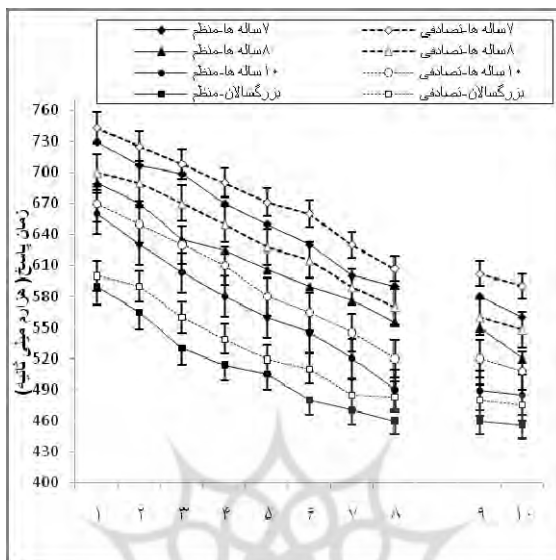 ۷ساله ها-منظم
۷ساله ها-تصادفی
۸ساله ها-منظم
۸ساله ها-تصادفی
۱۰ساله ها-منظم
۱۰ساله ها-تصادفی
بزرگسالان-منظم
بزرگسالان-تصادفی
زمان پاسخ( هزارم میلی ثانیه)
760
730
700
670
640
610
580
550
520
490
460
430
400
۱ ۲ ۳ ۴ ۵ ۶ ۷ ۸ ۹ ۱۰